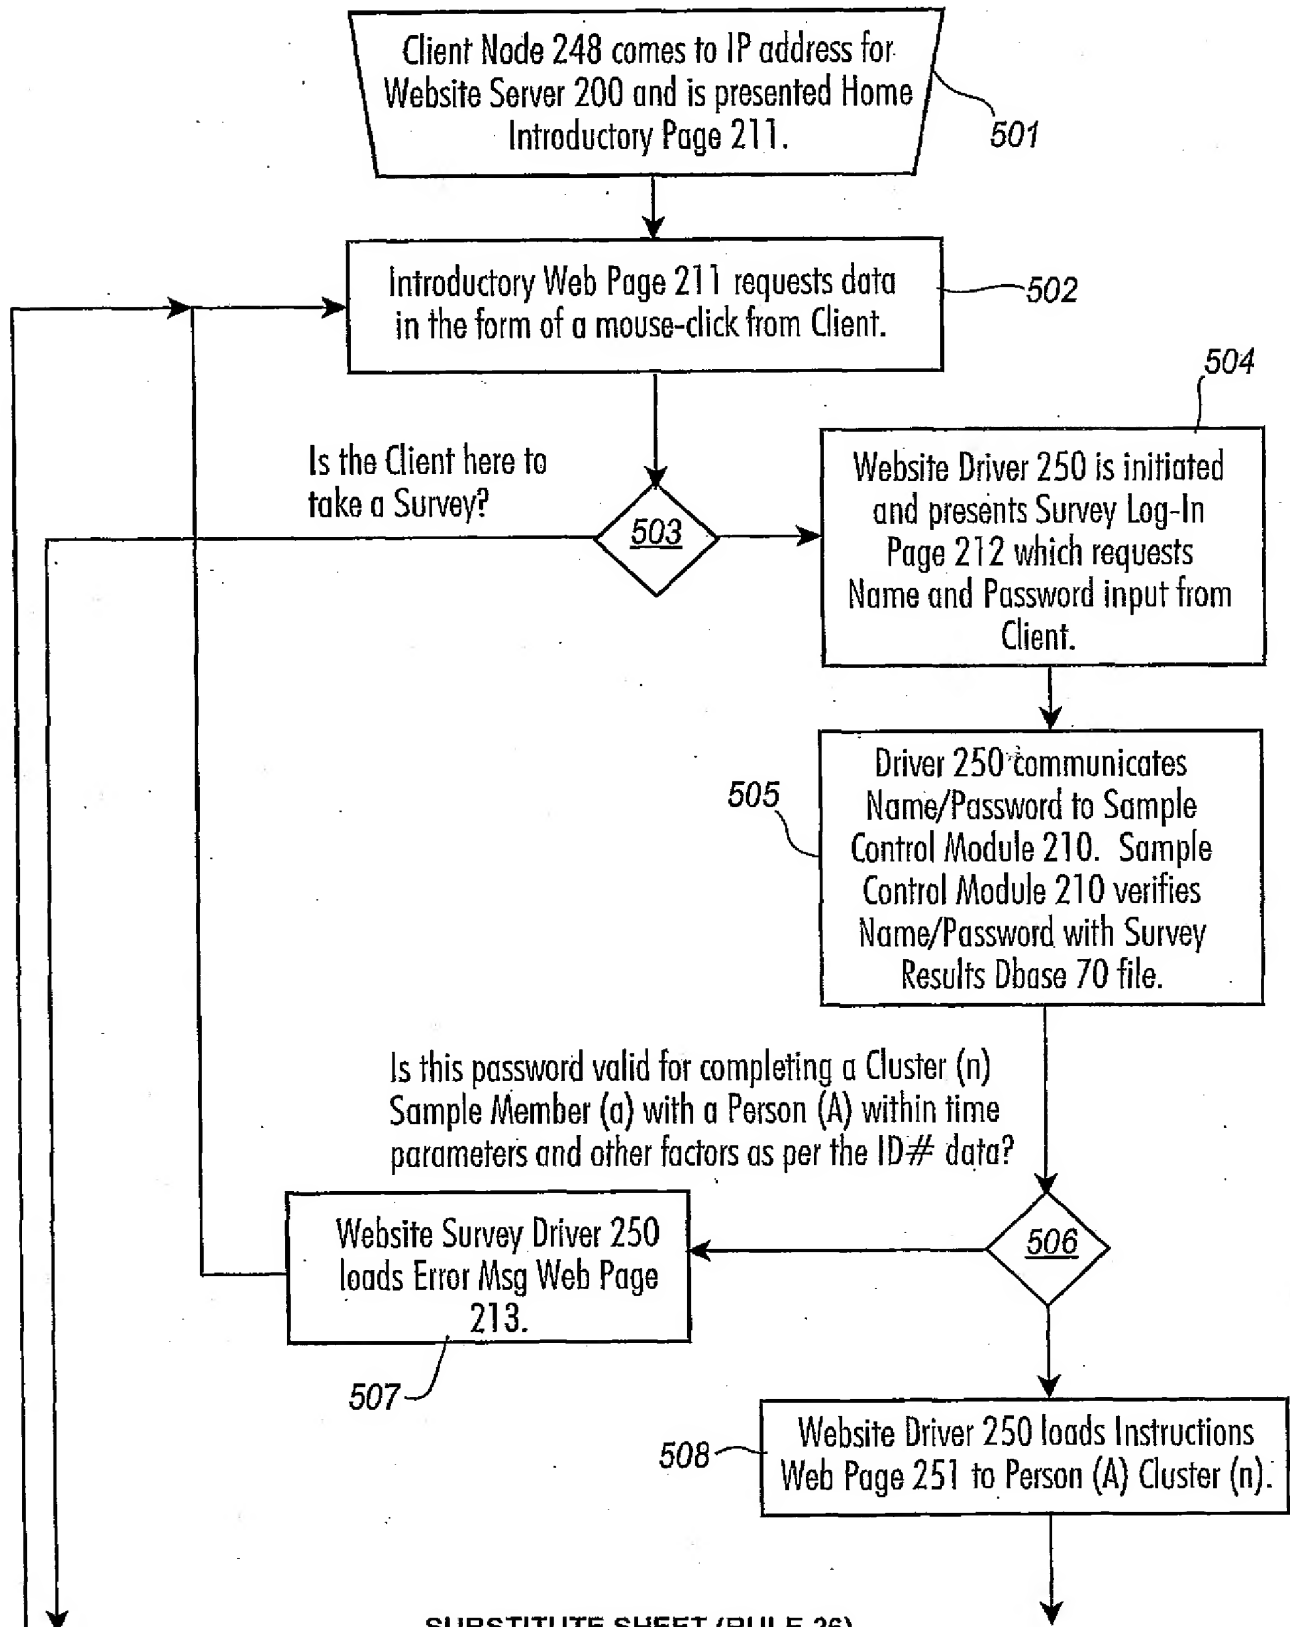 Client Node 248 comes to IP address for
Website Server 200 and is presented Home
Introductory Page 211.
501
Introductory Web Page 211 requests data
in the form of a mouse-click from Client.
502
504
Is the Client here to
take a Survey?
503
Website Driver 250 is initiated
and presents Survey Log-In
Page 212 which requests
Name and Password input from
Client.
505
Driver 250 communicates
Name/Password to Sample
Control Module 210. Sample
Control Module 210 verifies
Name/Password with Survey
Results Dbase 70 file.
Is this password valid for completing a Cluster (n)
Sample Member (a) with a Person (A) within time
parameters and other factors as per the ID# data?
506
Website Survey Driver 250
loads Error Msg Web Page
213.
507
508
Website Driver 250 loads Instructions
Web Page 251 to Person (A) Cluster (n).
SUBSTITUTE SHEET (RULE 26)